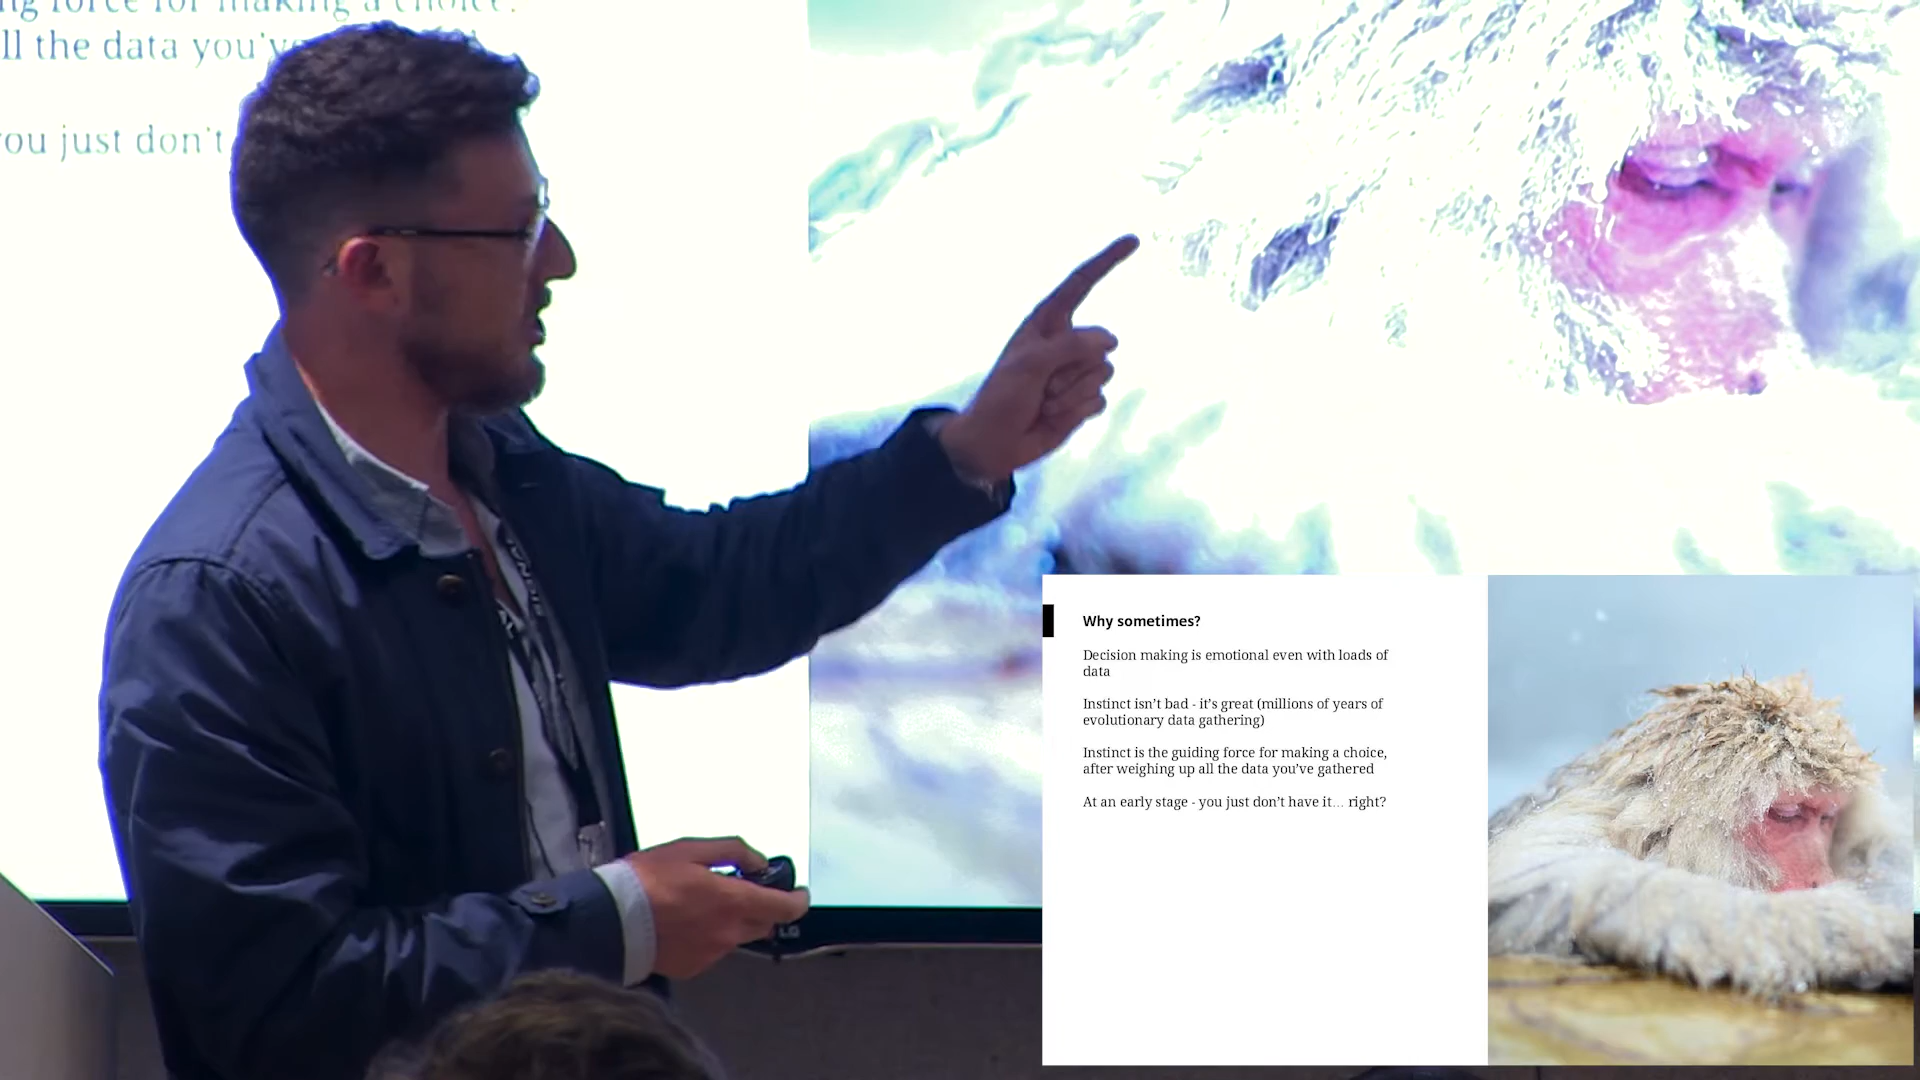 ng force for making a choice,
ll the data you've
you just don't
LG
Why sometimes?
Decision making is emotional even with loads of
data
Instinct isn't bad - it's great (millions of years of
evolutionary data gathering)
Instinct is the guiding force for making a choice,
after weighing up all the data you've gathered
At an early stage - you just don't have it... right?